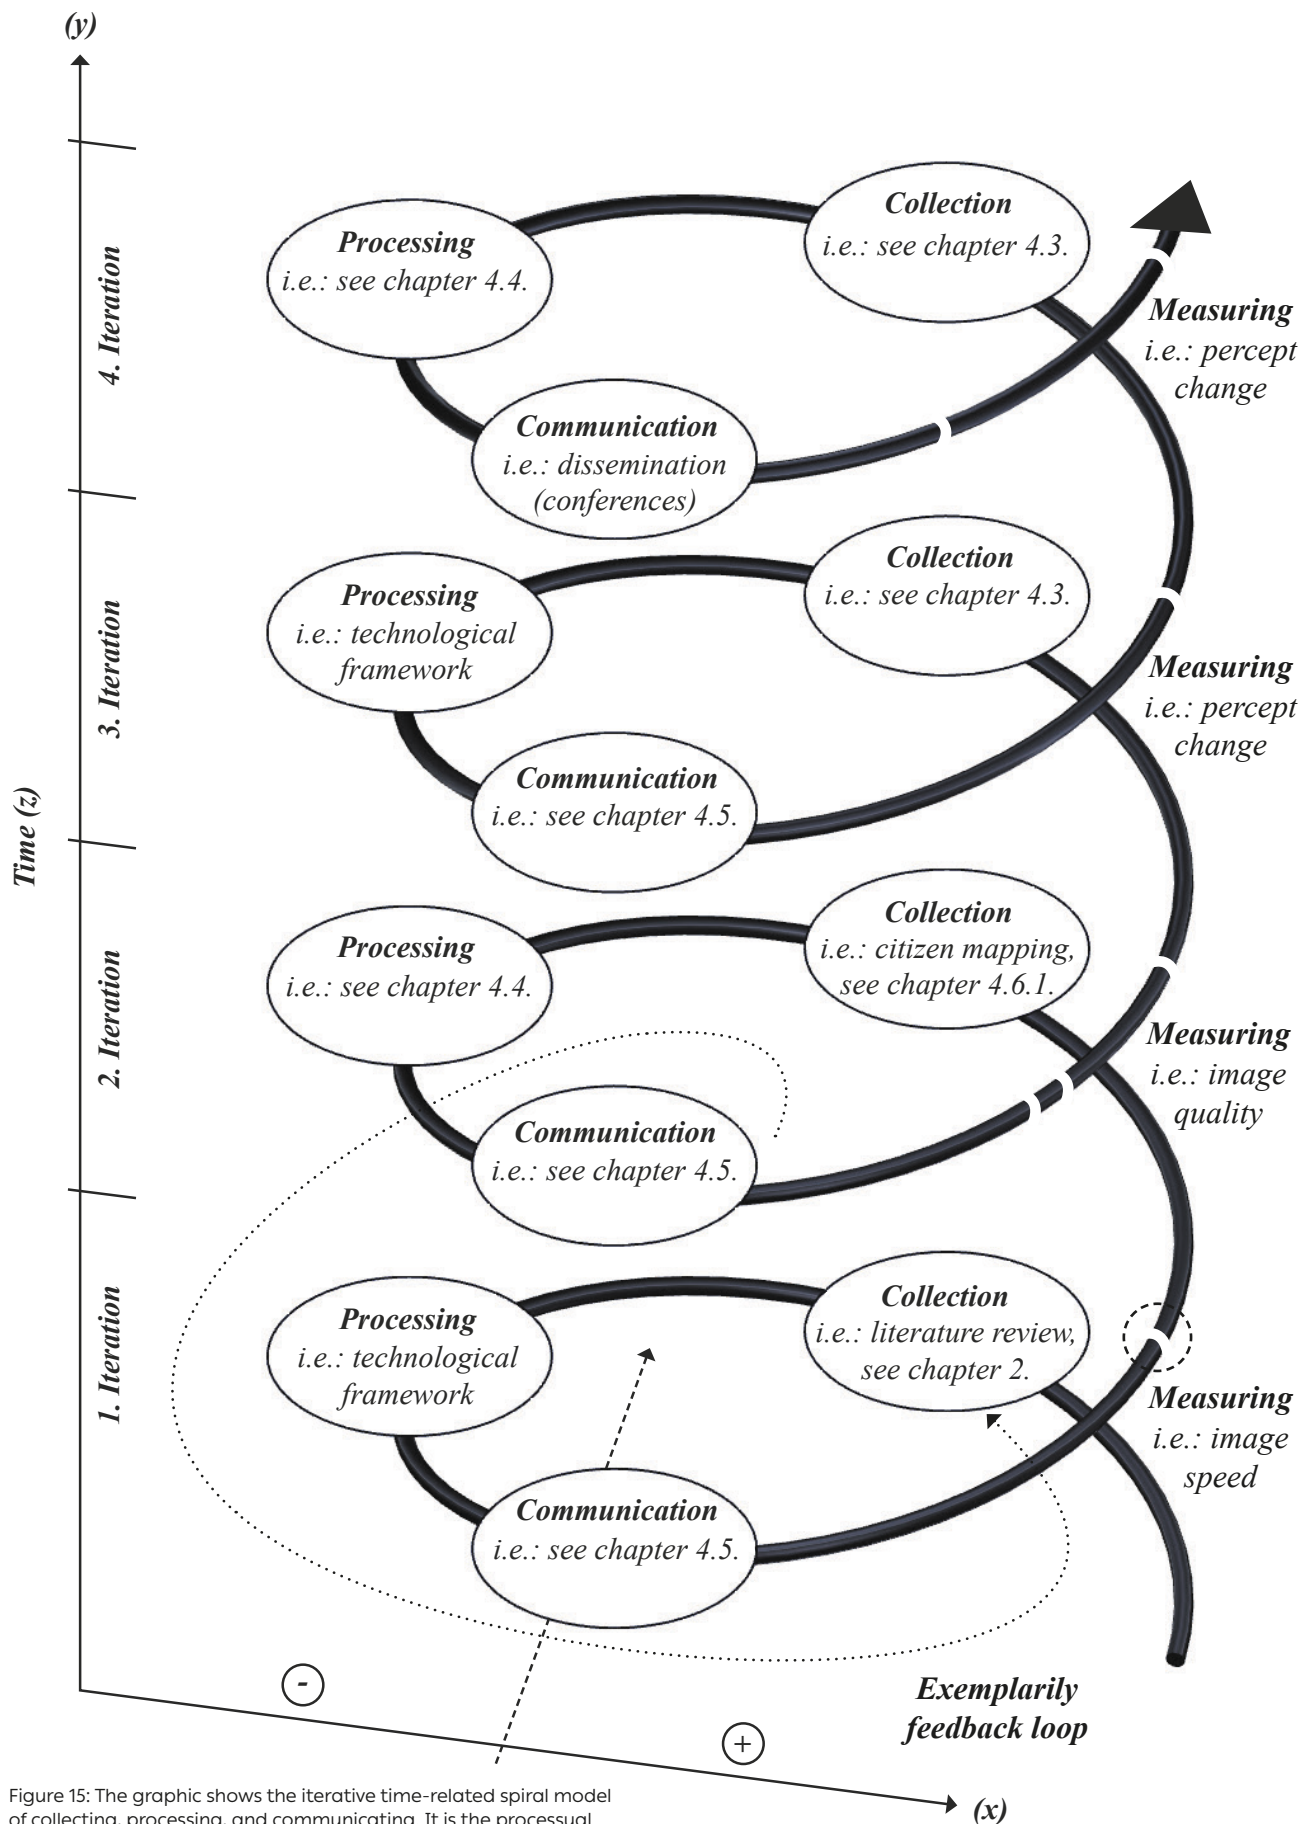 (y)
4. Iteration
Processing
i.e.: see chapter 4.4.
Collection
i.e.: see chapter 4.3.
Measuring
i.e.: percept
change
Communication
i.e.: dissemination
(conferences)
3. Iteration
Processing
i.e.: technological
framework
Collection
i.e.: see chapter 4.3.
Measuring
i.e.: percept
change
Communication
i.e.: see chapter 4.5.
Time (z)
2. Iteration
Processing
i.e.: see chapter 4.4.
Collection
i.e.: citizen mapping,
see chapter 4.6.1.
Measuring
i.e.: image
quality
Communication
i.e.: see chapter 4.5.
1. Iteration
Processing
i.e.: technological
framework
Collection
i.e.: literature review,
see chapter 2.
Measuring
i.e.: image
speed
Communication
i.e.: see chapter 4.5.
-
+
Exemplarily
feedback loop
(x)
Figure 15: The graphic shows the iterative time-related spiral model
of collecting, processing, and communicating. It is the processual